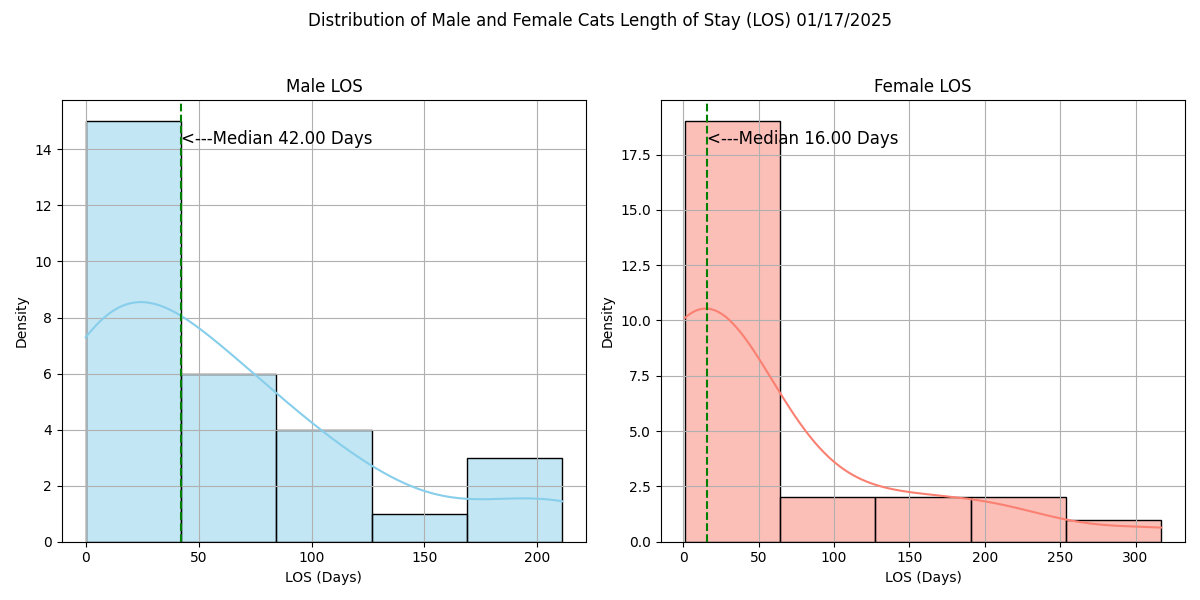 Distribution of Male and Female Cats Length of Stay (LOS) 01/17/2025
Male LOS
<---Median 42.00 Days
14
12
10
8
6
4
2
0
Density
0 50 100 150 200
LOS (Days)
Female LOS
<---Median 16.00 Days
17.5
15.0
12.5
10.0
7.5
5.0
2.5
0.0
Density
0 50 100 150 200 250 300
LOS (Days)